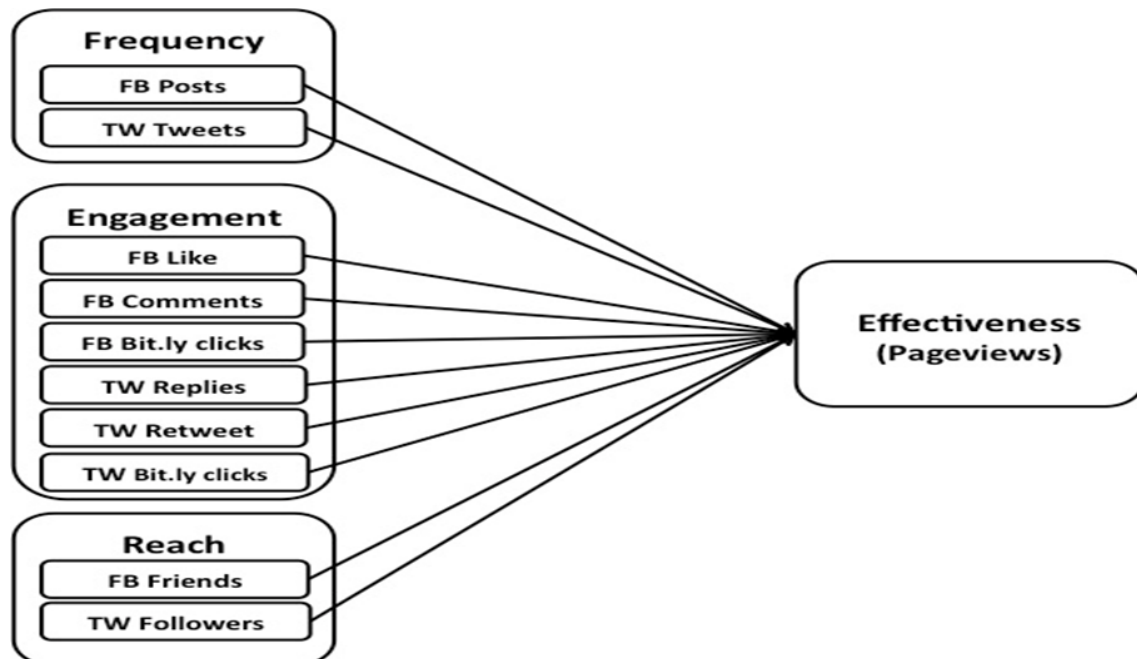 Frequency
FB Posts
TW Tweets
Engagement
FB Like
FB Comments
FB Bit.ly clicks
TW Replies
TW Retweet
TW Bit.ly clicks
Reach
FB Friends
TW Followers
Effectiveness
(Pageviews)